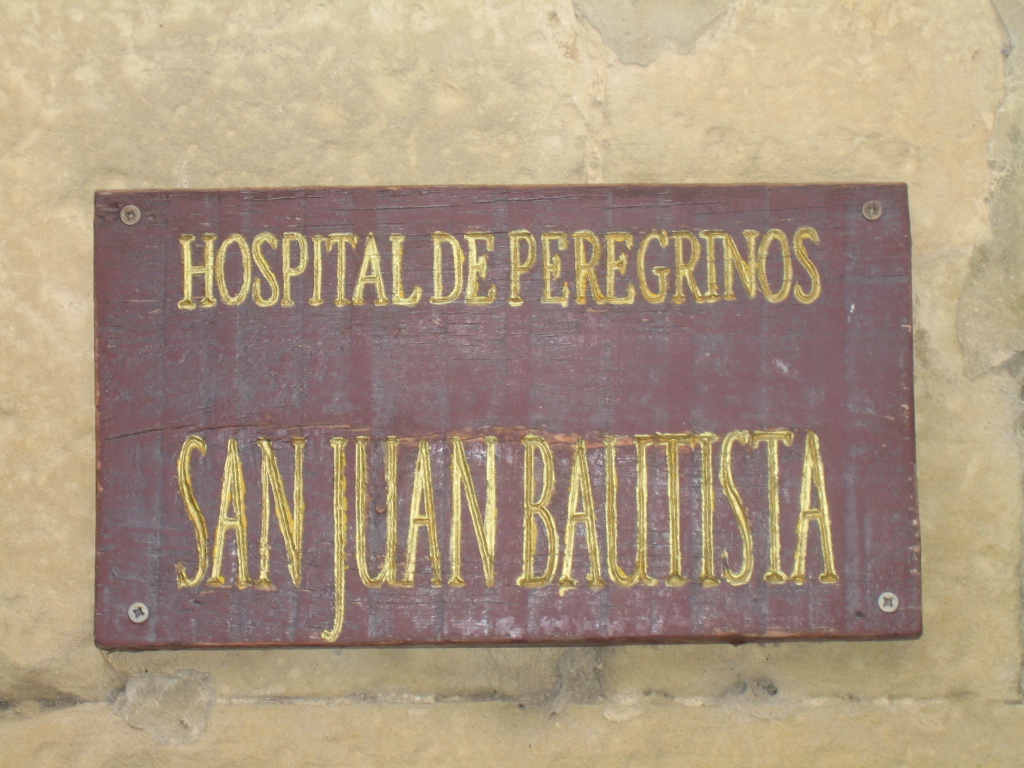 HOSPITAL DE PEREGRINOS
SAN JUAN BAUTISTA